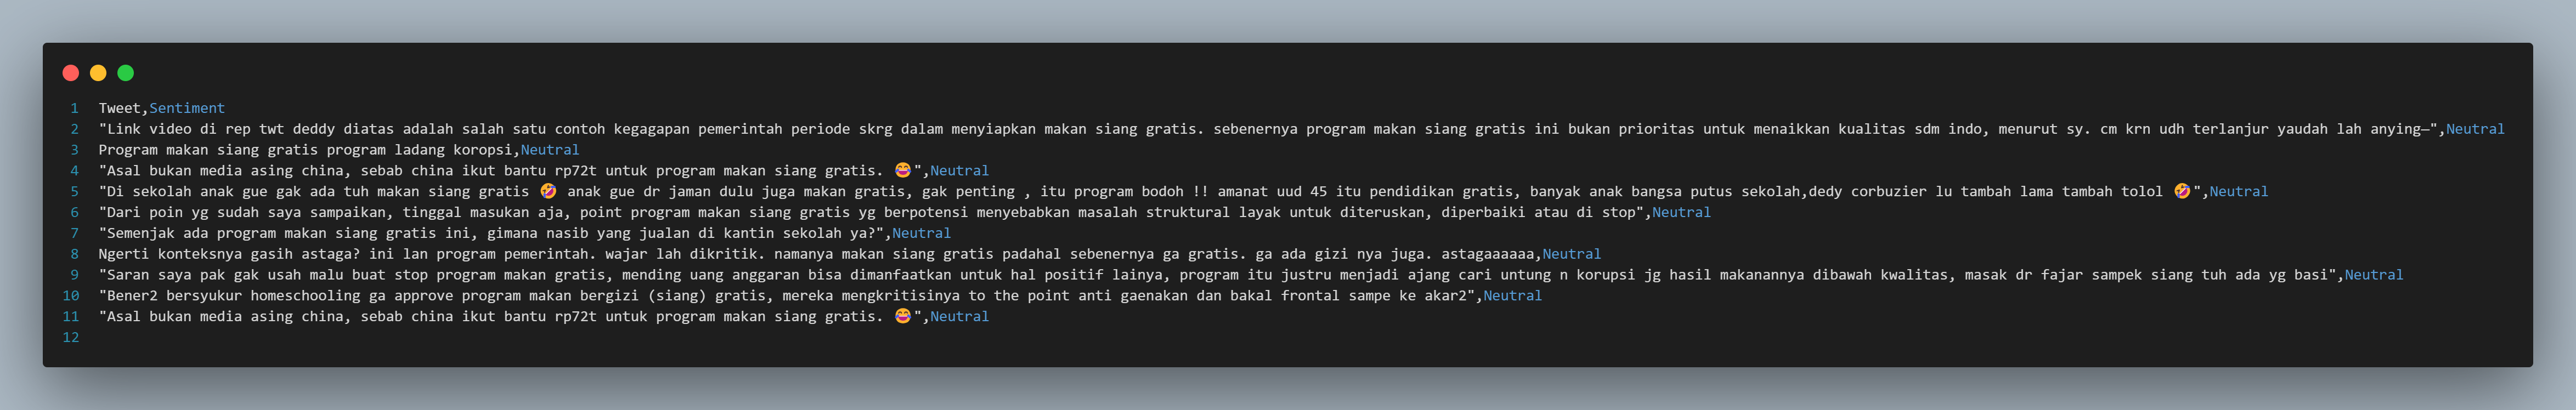 1 Tweet,Sentiment
2 "Link video di rep twt deddy diatas adalah salah satu contoh kegagapan pemerintah periode skrg dalam menyiapkan makan siang gratis. sebenernya program makan siang gratis ini bukan prioritas untuk menaikkan kualitas sdm indo, menurut sy. cm krn udh terlanjur yaudah lah anying—",Neutral
3 Program makan siang gratis program ladang koropsi,Neutral
4 "Asal bukan media asing china, sebab china ikut bantu rp72t untuk program makan siang gratis. 😂",Neutral
5 "Di sekolah anak gue gak ada tuh makan siang gratis 🤣 anak gue dr jaman dulu juga makan gratis, gak penting , itu program bodoh !! amanat uud 45 itu pendidikan gratis, banyak anak bangsa putus sekolah,dedy corbuzier lu tambah lama tambah tolol 🤣",Neutral
6 "Dari poin yg sudah saya sampaikan, tinggal masukan aja, point program makan siang gratis yg berpotensi menyebabkan masalah struktural layak untuk diteruskan, diperbaiki atau di stop",Neutral
7 "Semenjak ada program makan siang gratis ini, gimana nasib yang jualan di kantin sekolah ya?",Neutral
8 Ngerti konteksnya gasih astaga? ini lan program pemerintah. wajar lah dikritik. namanya makan siang gratis padahal sebenernya ga gratis. ga ada gizi nya juga. astagaaaaaa,Neutral
9 "Saran saya pak gak usah malu buat stop program makan gratis, mending uang anggaran bisa dimanfaatkan untuk hal positif lainya, program itu justru menjadi ajang cari untung n korupsi jg hasil makanannya dibawah kwalitas, masak dr fajar sampek siang tuh ada yg basi",Neutral
10 "Bener2 bersyukur homeschooling ga approve program makan bergizi (siang) gratis, mereka mengkritisinya to the point anti gaenakan dan bakal frontal sampe ke akar2",Neutral
11 "Asal bukan media asing china, sebab china ikut bantu rp72t untuk program makan siang gratis. 😂",Neutral
12